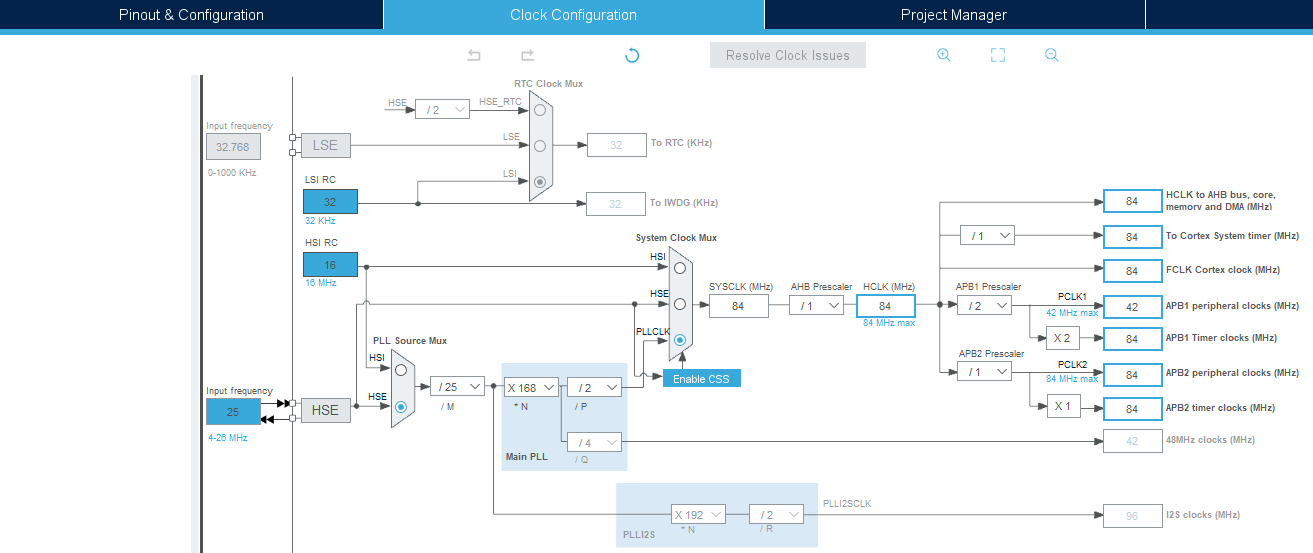 Pinout & Configuration
Clock Configuration
Project Manager
Resolve Clock Issues
RTC Clock Mux
HSE
/ 2
HSE_RTC
Input frequency
32.768
0-1000 KHz
LSE
LSE
32
To RTC (KHz)
LSI RC
32
32 KHz
LSI
32
To IWDG (KHz)
HSI RC
16
16 MHz
System Clock Mux
HSI
HSE
PLLCLK
SYSCLK (MHz)
84
AHB Prescaler
/ 1
HCLK (MHz)
84
84 MHz max
84
HCLK to AHB bus, core,
memory and DMA (MHz)
/ 1
84
To Cortex System timer (MHz)
84
FCLK Cortex clock (MHz)
APB1 Prescaler
/ 2
PCLK1
42 MHz max
42
APB1 peripheral clocks (MHz)
X 2
84
APB1 Timer clocks (MHz)
APB2 Prescaler
/ 1
PCLK2
84 MHz max
84
APB2 peripheral clocks (MHz)
X 1
84
APB2 timer clocks (MHz)
PLL Source Mux
HSI
HSE
Input frequency
25
4-26 MHz
HSE
/ 25
/ M
X 168
* N
/ 2
/ P
Enable CSS
/ 4
/ Q
Main PLL
42
48MHz clocks (MHz)
X 192
* N
/ 2
/ R
PLLI2S
PLLI2SCLK
96
I2S clocks (MHz)